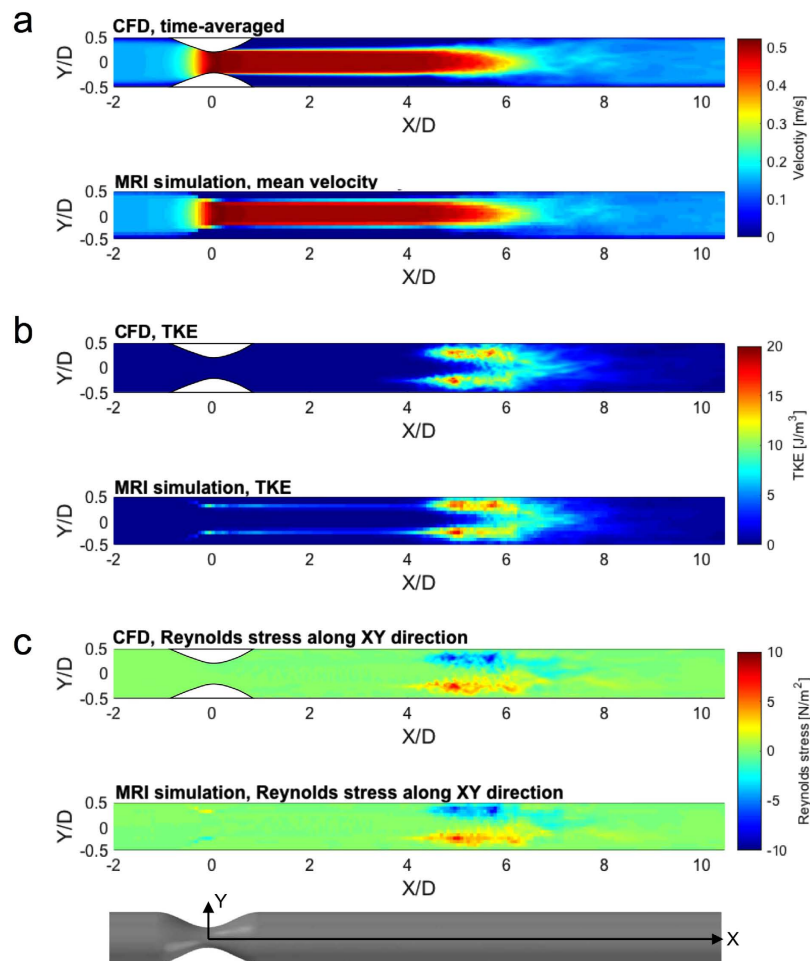 a
CFD, time-averaged
0.5
0
-0.5
Y/D
-2 0 2 4 6 8 10
X/D
MRI simulation, mean velocity
0.5
0
-0.5
Y/D
-2 0 2 4 6 8 10
X/D
0.5
0.4
0.3
0.2
0.1
0
Velcotiy [m/s]
b
CFD, TKE
0.5
0
-0.5
Y/D
-2 0 2 4 6 8 10
X/D
MRI simulation, TKE
0.5
0
-0.5
Y/D
-2 0 2 4 6 8 10
X/D
20
15
10
5
0
TKE [J/m³]
c
CFD, Reynolds stress along XY direction
0.5
0
-0.5
Y/D
-2 0 2 4 6 8 10
X/D
MRI simulation, Reynolds stress along XY direction
0.5
0
-0.5
Y/D
-2 0 2 4 6 8 10
X/D
10
5
0
-5
-10
Reynolds stress [N/m²]
Y
X